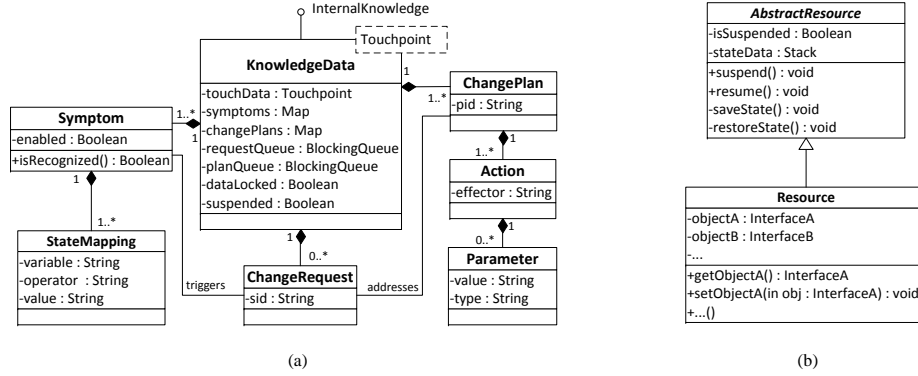 InternalKnowledge
Touchpoint
KnowledgeData
-touchData : Touchpoint
-symptoms : Map
-changePlans : Map
-requestQueue : BlockingQueue
-planQueue : BlockingQueue
-dataLocked : Boolean
-suspended : Boolean
1
1..*
1
ChangePlan
-pid : String
1..*
1
Symptom
-enabled : Boolean
+isRecognized() : Boolean
1
1..*
StateMapping
-variable : String
-operator : String
-value : String
1
1..*
Action
-effector : String
1
0..*
Parameter
-value : String
-type : String
1
0..*
ChangeRequest
-sid : String
triggers
addresses
(a)
AbstractResource
-isSuspended : Boolean
-stateData : Stack
+suspend() : void
+resume() : void
-saveState() : void
-restoreState() : void
Resource
-objectA : InterfaceA
-objectB : InterfaceB
-...
+getObjectA() : InterfaceA
+setObjectA(in obj : InterfaceA) : void
+...()
(b)